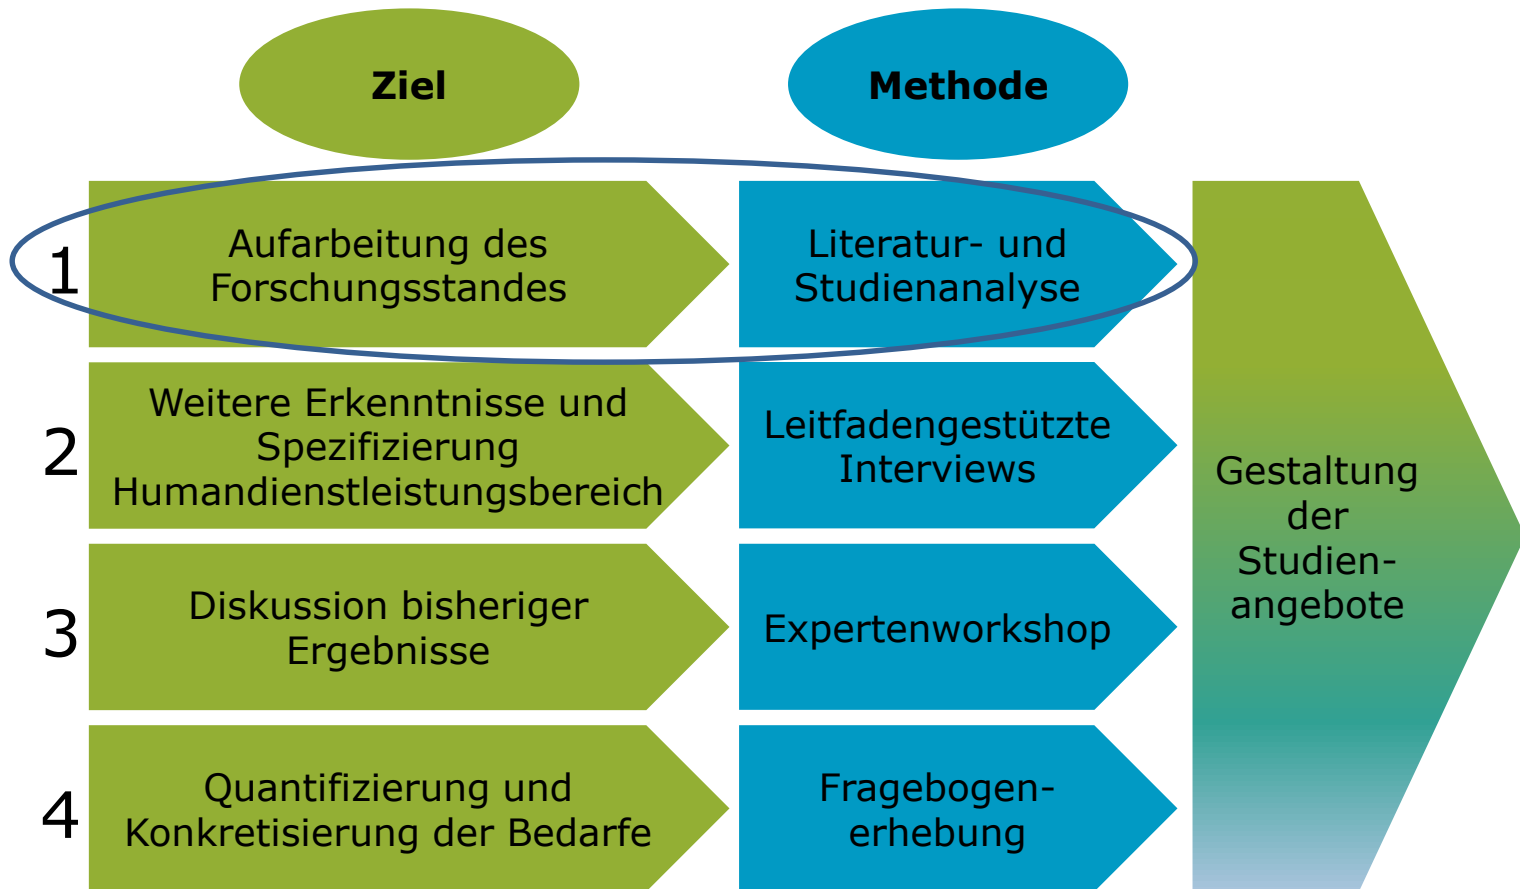 Ziel
Methode
1
Aufarbeitung des
Forschungsstandes
Literatur- und
Studienanalyse
2
Weitere Erkenntnisse und
Spezifizierung
Humandienstleistungsbereich
Leitfadengestützte
Interviews
3
Diskussion bisheriger
Ergebnisse
Expertenworkshop
4
Quantifizierung und
Konkretisierung der Bedarfe
Fragebogen-
erhebung
Gestaltung
der
Studien-
angebote